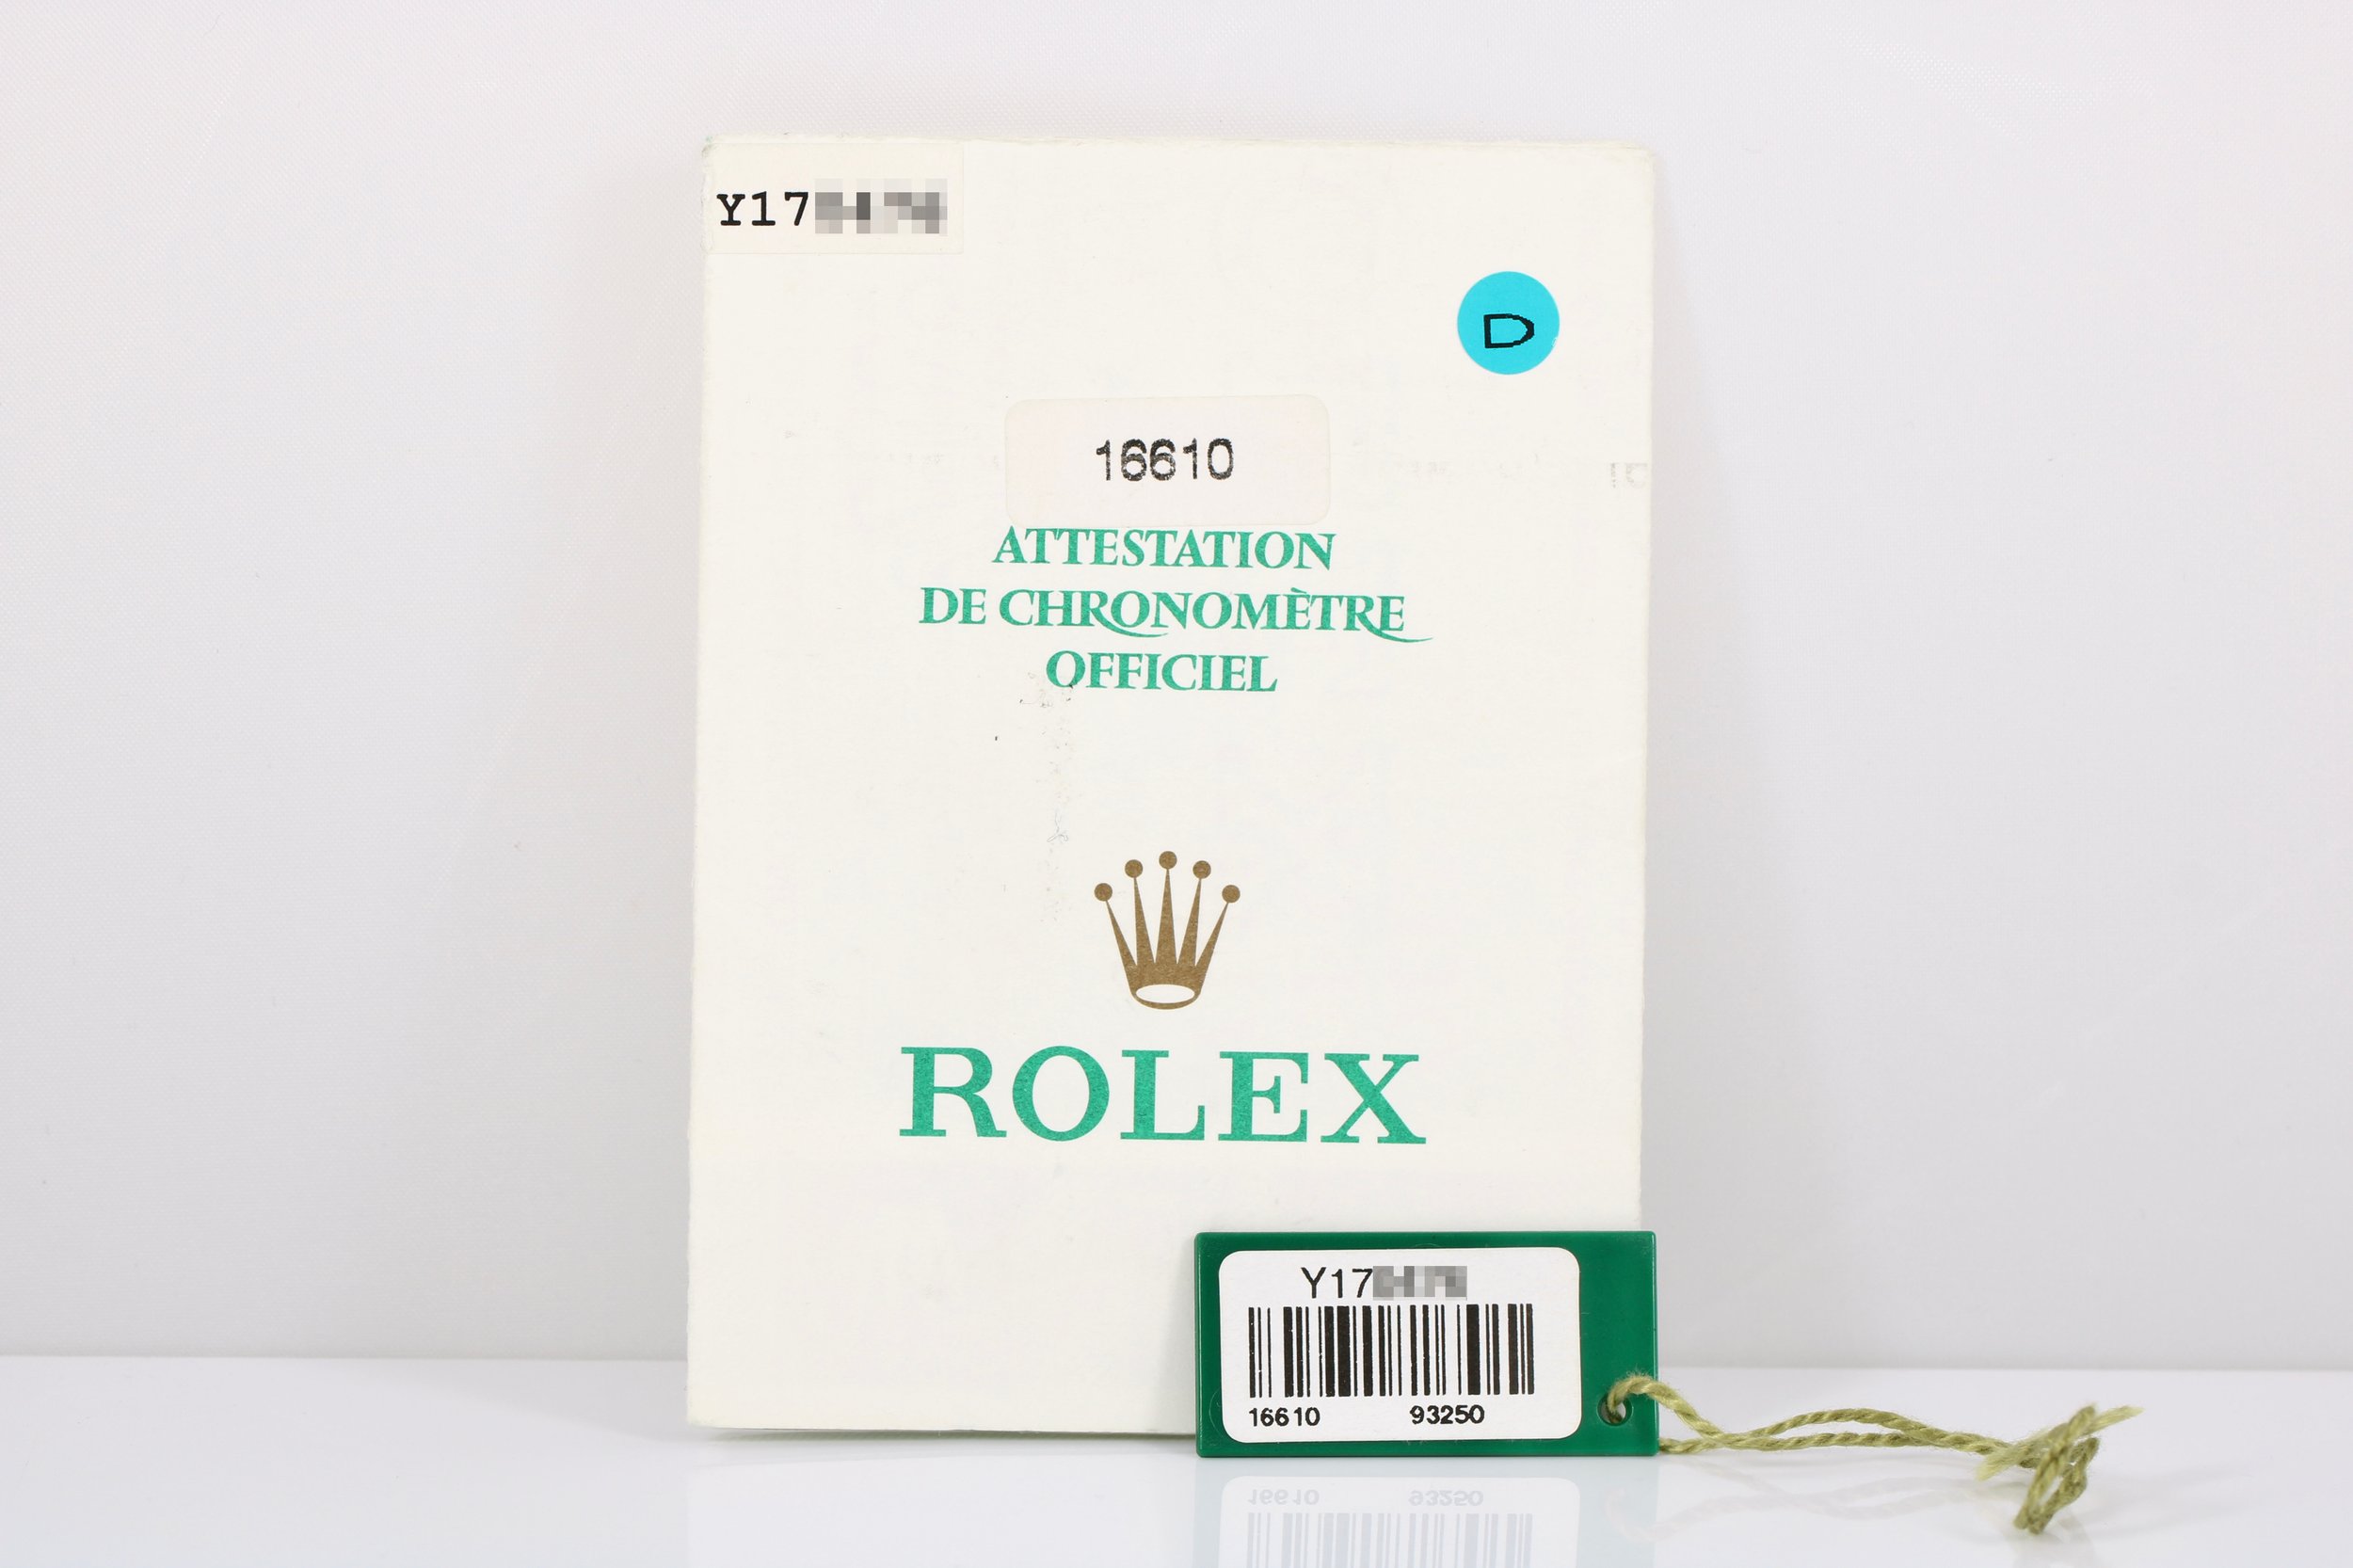 Y17
D
16610
ATTESTATION
DE CHRONOMÈTRE
OFFICIEL
ROLEX
Y17
16610 93250